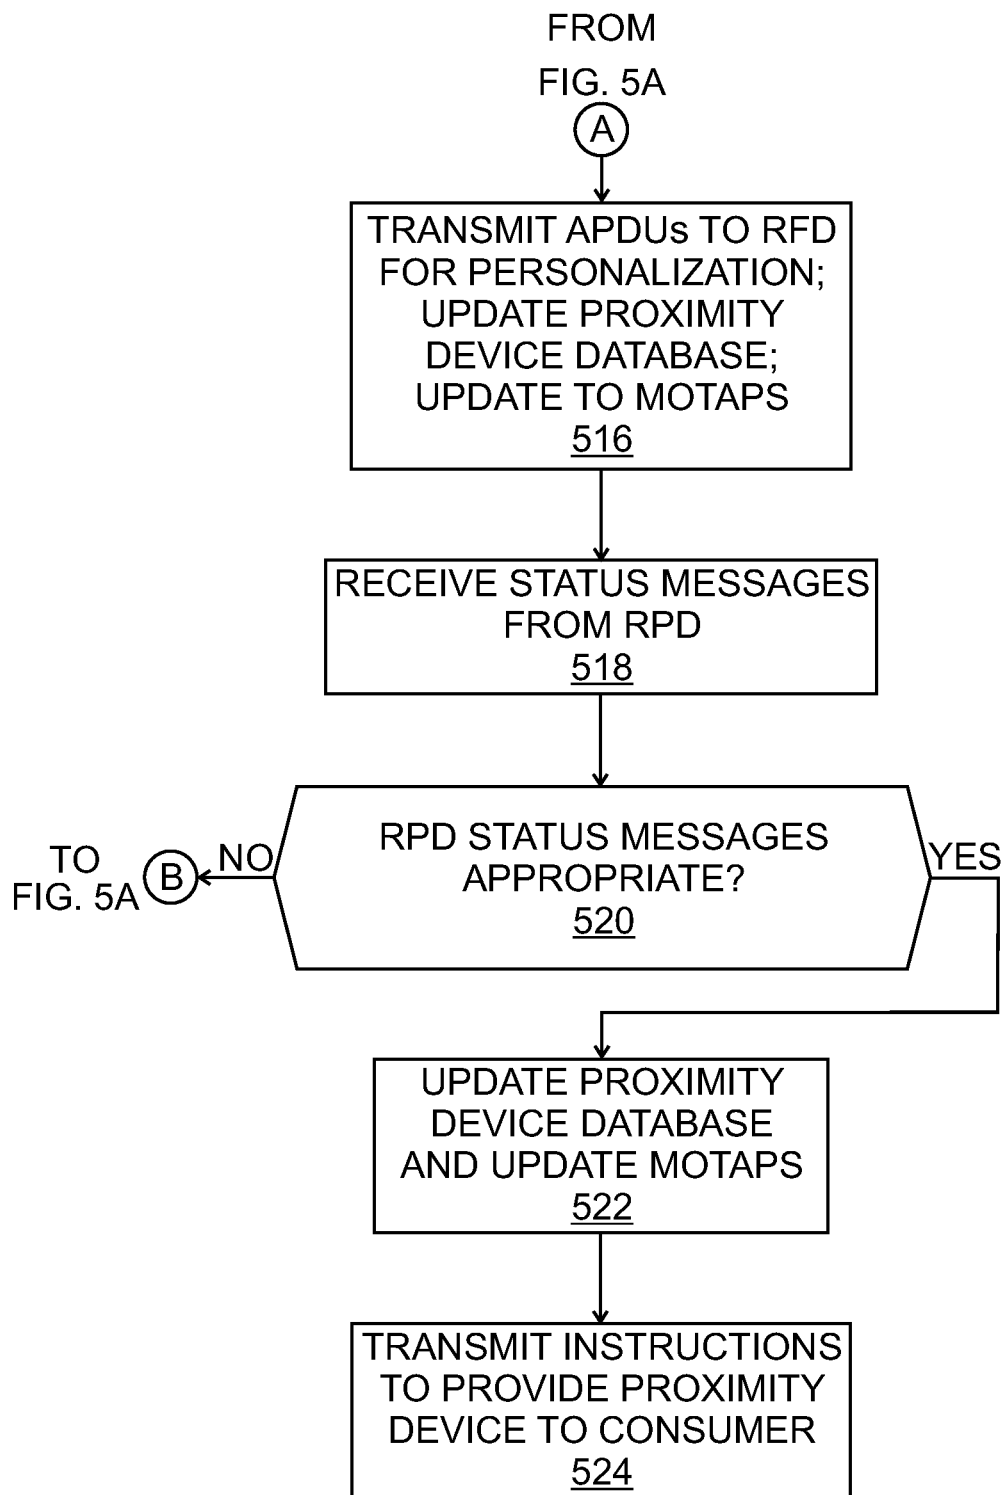 FROM
FIG. 5A
A
TRANSMIT APDUs TO RFD
FOR PERSONALIZATION;
UPDATE PROXIMITY
DEVICE DATABASE;
UPDATE TO MOTAPS
516
RECEIVE STATUS MESSAGES
FROM RPD
518
RPD STATUS MESSAGES
APPROPRIATE?
520
NO
B
TO
FIG. 5A
YES
UPDATE PROXIMITY
DEVICE DATABASE
AND UPDATE MOTAPS
522
TRANSMIT INSTRUCTIONS
TO PROVIDE PROXIMITY
DEVICE TO CONSUMER
524